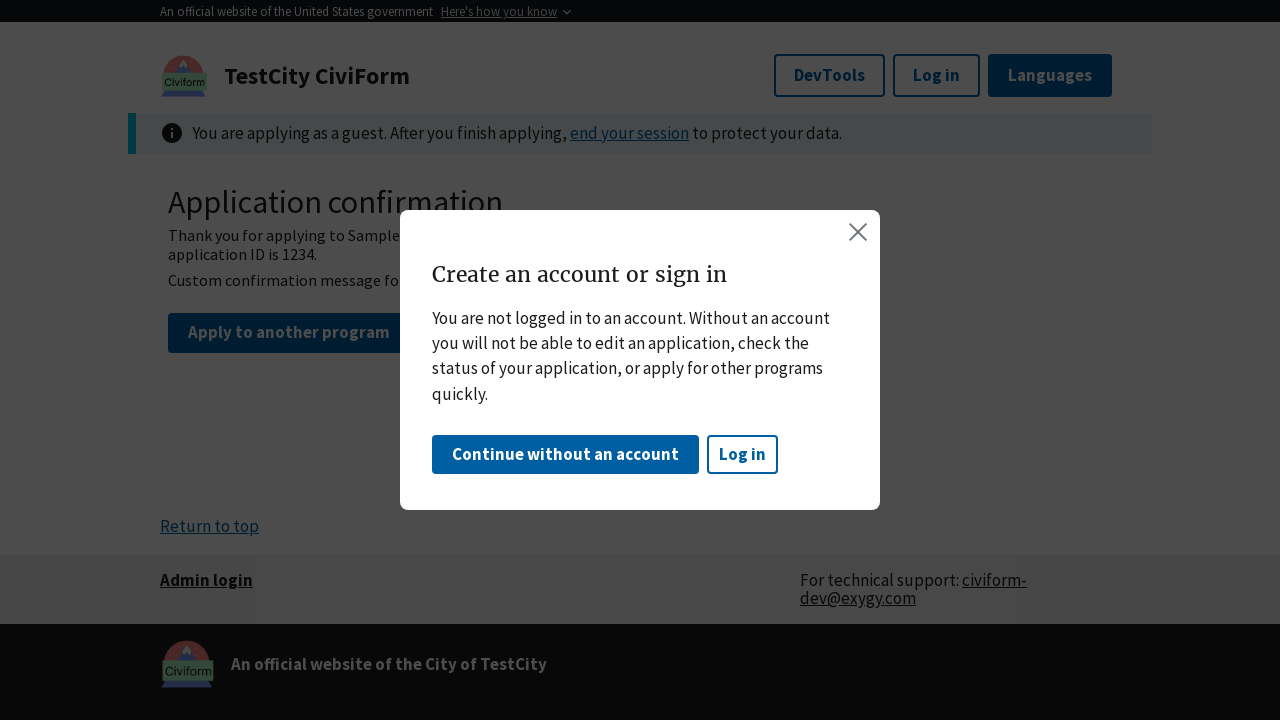 An official website of the United States government Here's how you know
Civiform
TestCity CiviForm
DevTools
Log in
Languages
You are applying as a guest. After you finish applying, end your session to protect your data.
Application confirmation
Thank you for applying to Sample
application ID is 1234.
Custom confirmation message fo
Apply to another program
Create an account or sign in
You are not logged in to an account. Without an account
you will not be able to edit an application, check the
status of your application, or apply for other programs
quickly.
Continue without an account
Log in
Return to top
Admin login
For technical support: civiform-
dev@exygy.com
Civiform
An official website of the City of TestCity